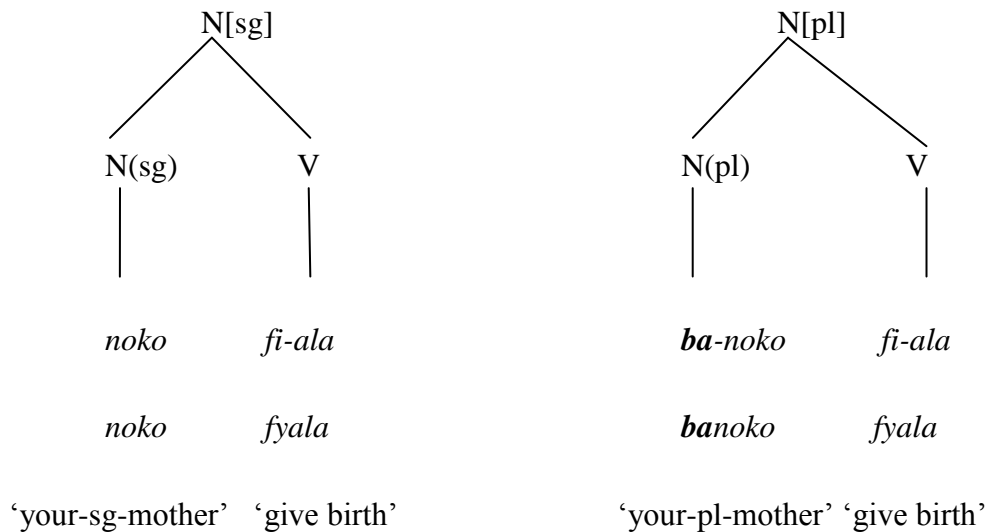 N[sg] N[pl]
N(sg) V N(pl) V
noko fi-ala ba-noko fi-ala
noko fyala banoko fyala
‘your-sg-mother’ ‘give birth’ ‘your-pl-mother’ ‘give birth’